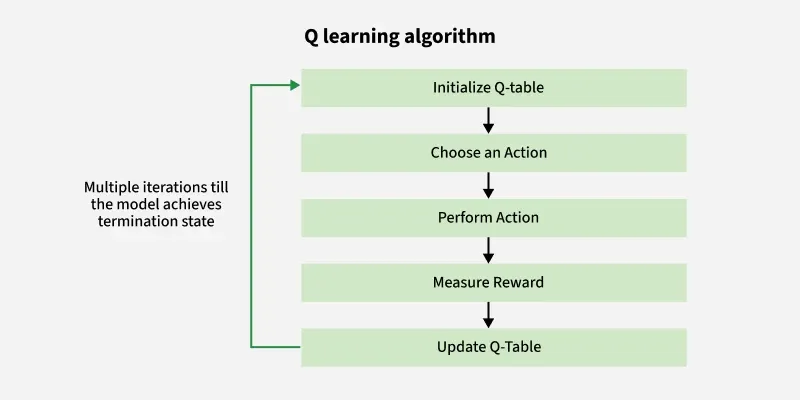 Q learning algorithm
Initialize Q-table
Choose an Action
Multiple iterations till
the model achieves
termination state
Perform Action
Measure Reward
Update Q-Table